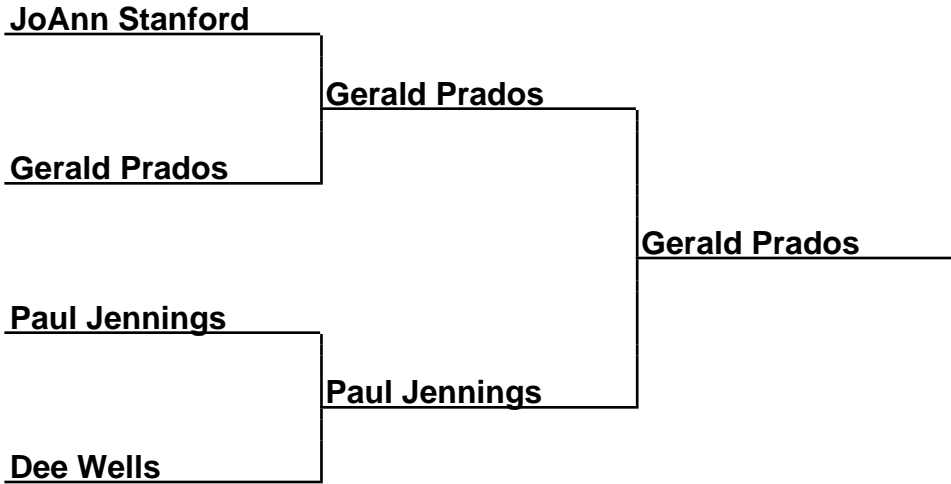 JoAnn Stanford
Gerald Prados
Gerald Prados
Gerald Prados
Paul Jennings
Paul Jennings
Dee Wells